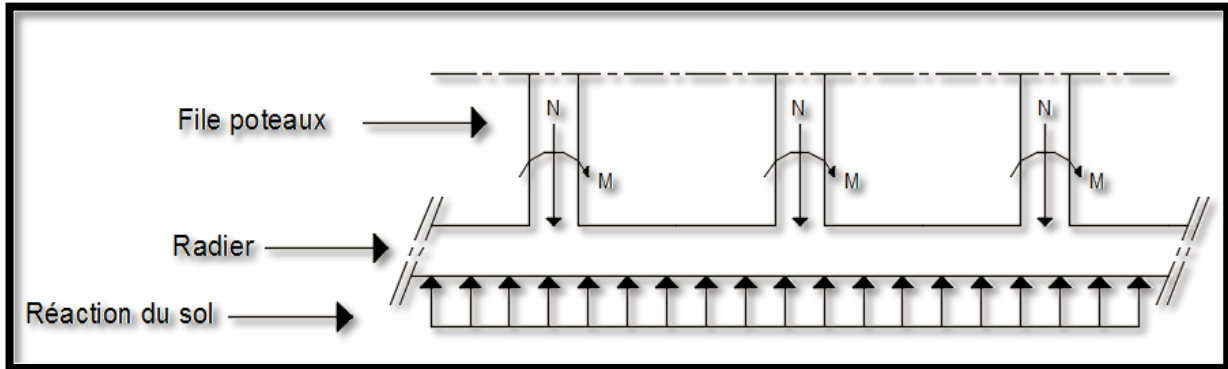 N N N
File poteaux
M M M
Radier
Réaction du sol